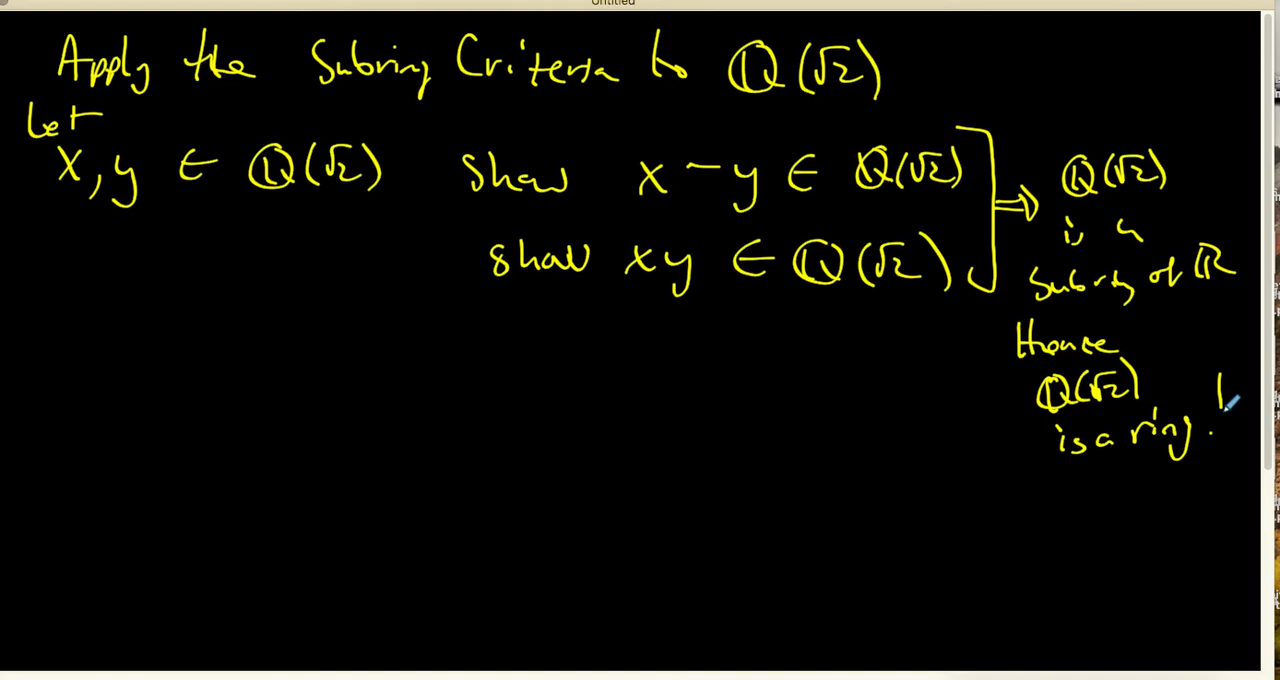 Untitled
Apply the Subring Criteria to ℚ(√2)
Let
x, y ∈ ℚ(√2) show x - y ∈ ℚ(√2)
show xy ∈ ℚ(√2)
⇒ ℚ(√2)
is a
subring of ℝ
Hence
ℚ(√2)
is a ring.